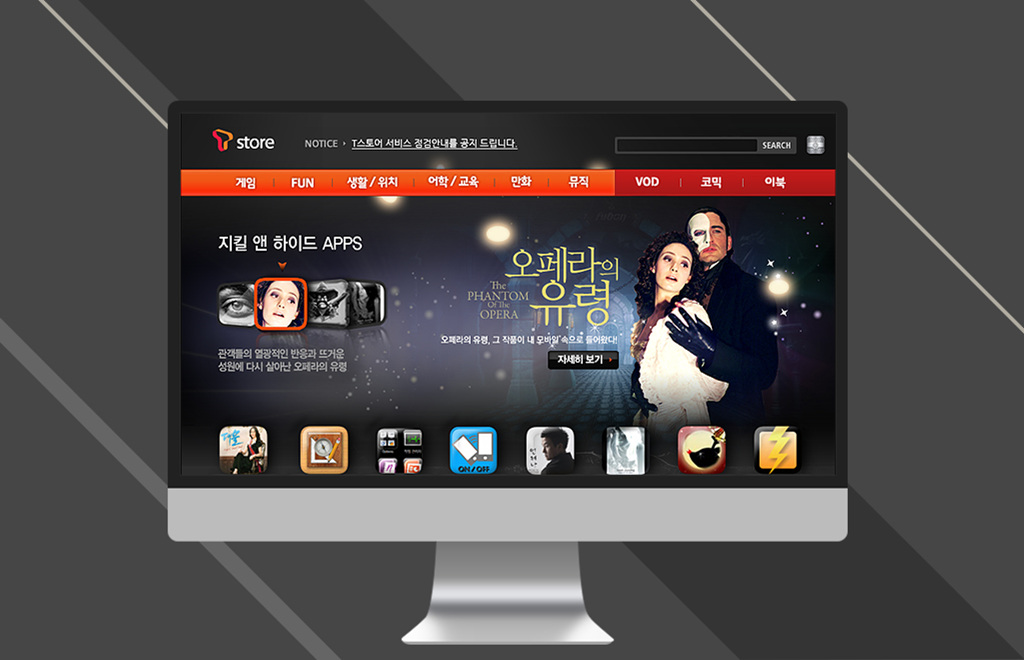 store
NOTICE
T스토어 서비스 점검안내를 공지 드립니다.
SEARCH
게임 FUN 생활 / 위치 어학 / 교육 만화 뮤직 VOD 코믹 이북
지킬 앤 하이드 APPS
오페라의
유령
The
PHANTOM
Of The
OPERA
오페라의 유령, 그 작품이 내 모바일 속으로 들어왔다!
자세히 보기
관객들의 열광적인 반응과 뜨거운
성원에 다시 살아난 오페라의 유령
ON / OFF